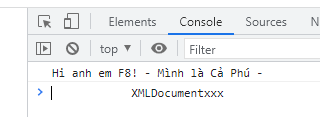 Elements Console Sources
top Filter
Hi anh em F8! - Mình là Cả Phú -
XMLDocumentxxx